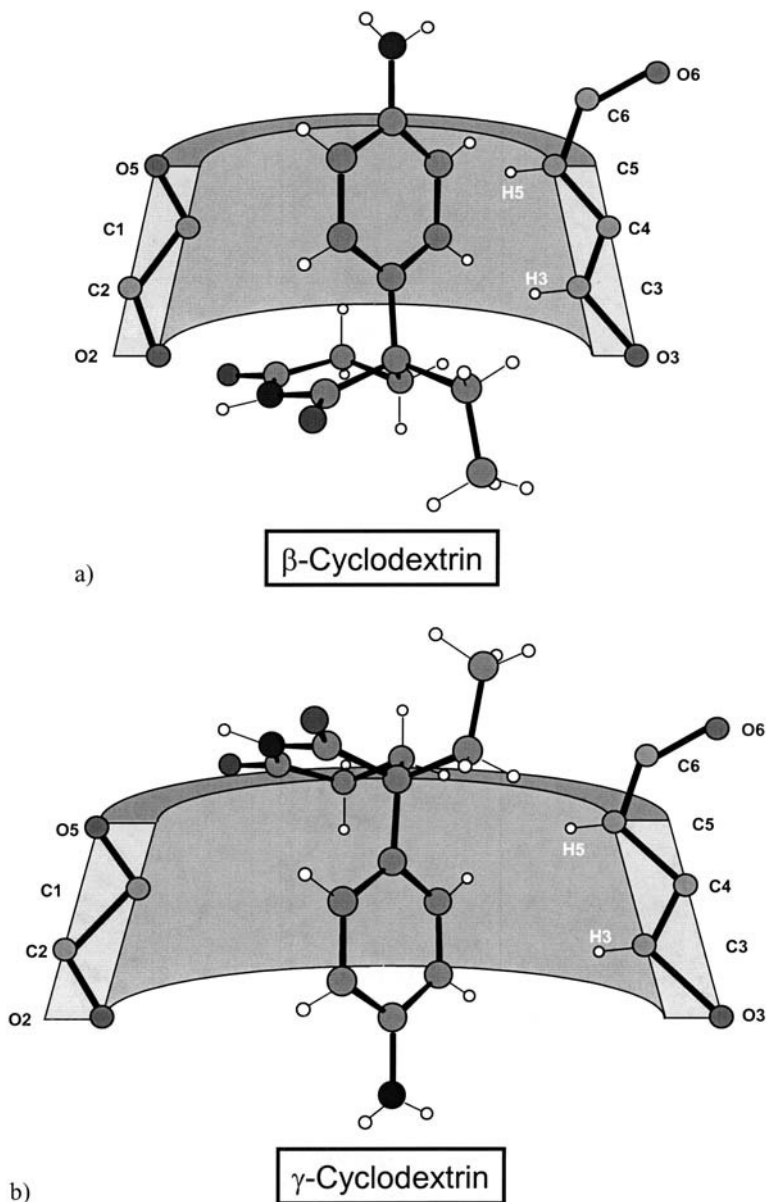 O6
C6
O5
C5
H5
C1
C4
H3
C2
C3
O2
O3
β-Cyclodextrin
a)
O6
C6
O5
C5
H5
C1
C4
H3
C2
C3
O2
O3
γ-Cyclodextrin
b)